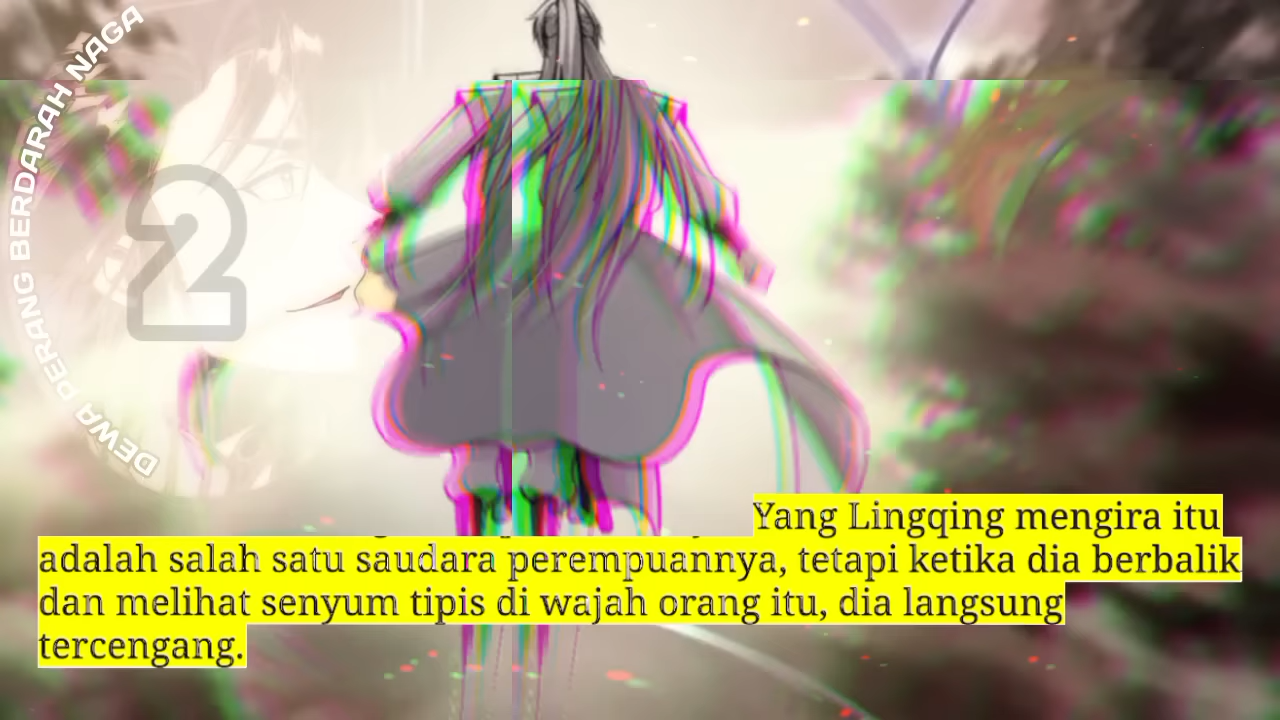 DEWA PERANG BERDARAH NAGA
2
Yang Lingqing mengira itu
adalah salah satu saudara perempuannya, tetapi ketika dia berbalik
dan melihat senyum tipis di wajah orang itu, dia langsung
tercengang.